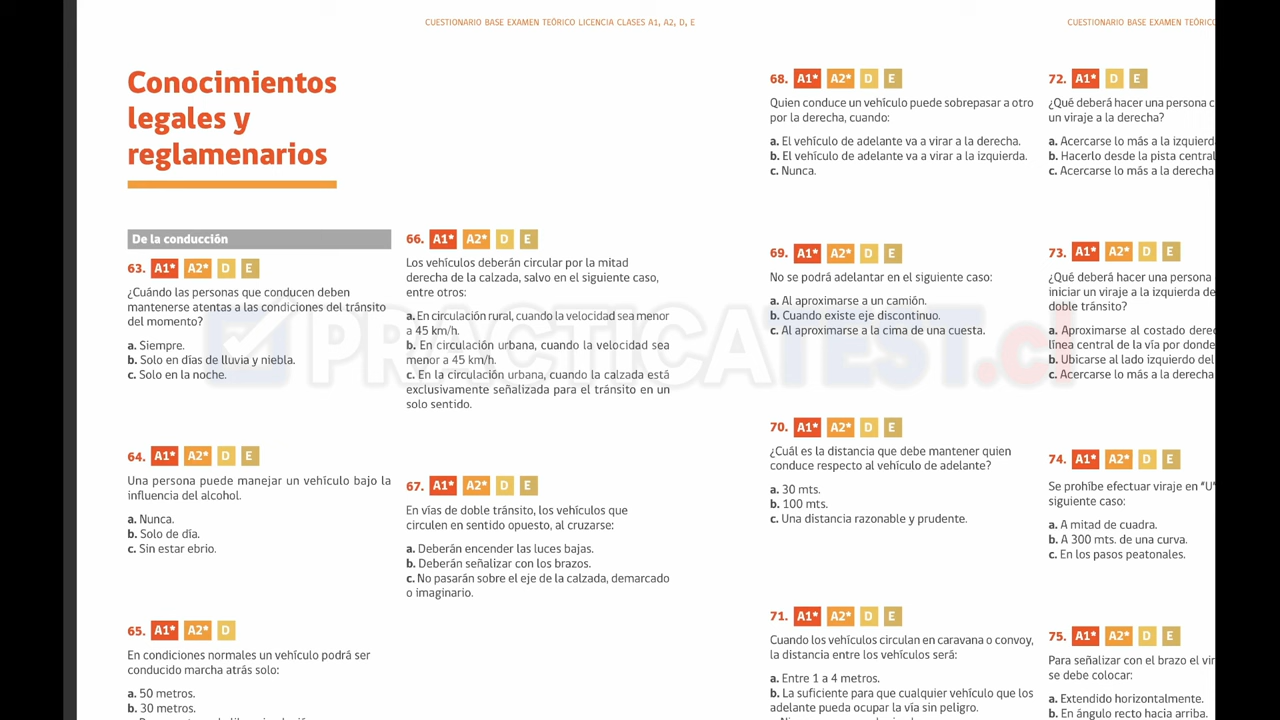 CUESTIONARIO BASE EXAMEN TEÓRICO LICENCIA CLASES A1, A2, D, E
CUESTIONARIO BASE EXAMEN TEÓRICO
Conocimientos
legales y
reglamenarios
De la conducción
63. A1* A2* D E
¿Cuándo las personas que conducen deben
mantenerse atentas a las condiciones del tránsito
del momento?
a. Siempre.
b. Solo en días de lluvia y niebla.
c. Solo en la noche.
64. A1* A2* D E
Una persona puede manejar un vehículo bajo la
influencia del alcohol.
a. Nunca.
b. Solo de día.
c. Sin estar ebrio.
65. A1* A2* D
En condiciones normales un vehículo podrá ser
conducido marcha atrás solo:
a. 50 metros.
b. 30 metros.
66. A1* A2* D E
Los vehículos deberán circular por la mitad
derecha de la calzada, salvo en el siguiente caso,
entre otros:
a. En circulación rural, cuando la velocidad sea menor
a 45 km/h.
b. En circulación urbana, cuando la velocidad sea
menor a 45 km/h.
c. En la circulación urbana, cuando la calzada está
exclusivamente señalizada para el tránsito en un
solo sentido.
67. A1* A2* D E
En vías de doble tránsito, los vehículos que
circulen en sentido opuesto, al cruzarse:
a. Deberán encender las luces bajas.
b. Deberán señalizar con los brazos.
c. No pasarán sobre el eje de la calzada, demarcado
o imaginario.
68. A1* A2* D E
Quien conduce un vehículo puede sobrepasar a otro
por la derecha, cuando:
a. El vehículo de adelante va a virar a la derecha.
b. El vehículo de adelante va a virar a la izquierda.
c. Nunca.
69. A1* A2* D E
No se podrá adelantar en el siguiente caso:
a. Al aproximarse a un camión.
b. Cuando existe eje discontinuo.
c. Al aproximarse a la cima de una cuesta.
70. A1* A2* D E
¿Cuál es la distancia que debe mantener quien
conduce respecto al vehículo de adelante?
a. 30 mts.
b. 100 mts.
c. Una distancia razonable y prudente.
71. A1* A2* D E
Cuando los vehículos circulan en caravana o convoy,
la distancia entre los vehículos será:
a. Entre 1 a 4 metros.
b. La suficiente para que cualquier vehículo que los
adelante pueda ocupar la vía sin peligro.
72. A1* D E
¿Qué deberá hacer una persona c
un viraje a la derecha?
a. Acercarse lo más a la izquierd
b. Hacerlo desde la pista central
c. Acercarse lo más a la derecha
73. A1* A2* D E
¿Qué deberá hacer una persona
iniciar un viraje a la izquierda de
doble tránsito?
a. Aproximarse al costado derec
línea central de la vía por donde
b. Ubicarse al lado izquierdo del
c. Acercarse lo más a la derecha
74. A1* A2* D E
Se prohíbe efectuar viraje en "U"
siguiente caso:
a. A mitad de cuadra.
b. A 300 mts. de una curva.
c. En los pasos peatonales.
75. A1* A2* D E
Para señalizar con el brazo el vir
se debe colocar:
a. Extendido horizontalmente.
b. En ángulo recto hacia arriba.
PRACTICATEST.cl